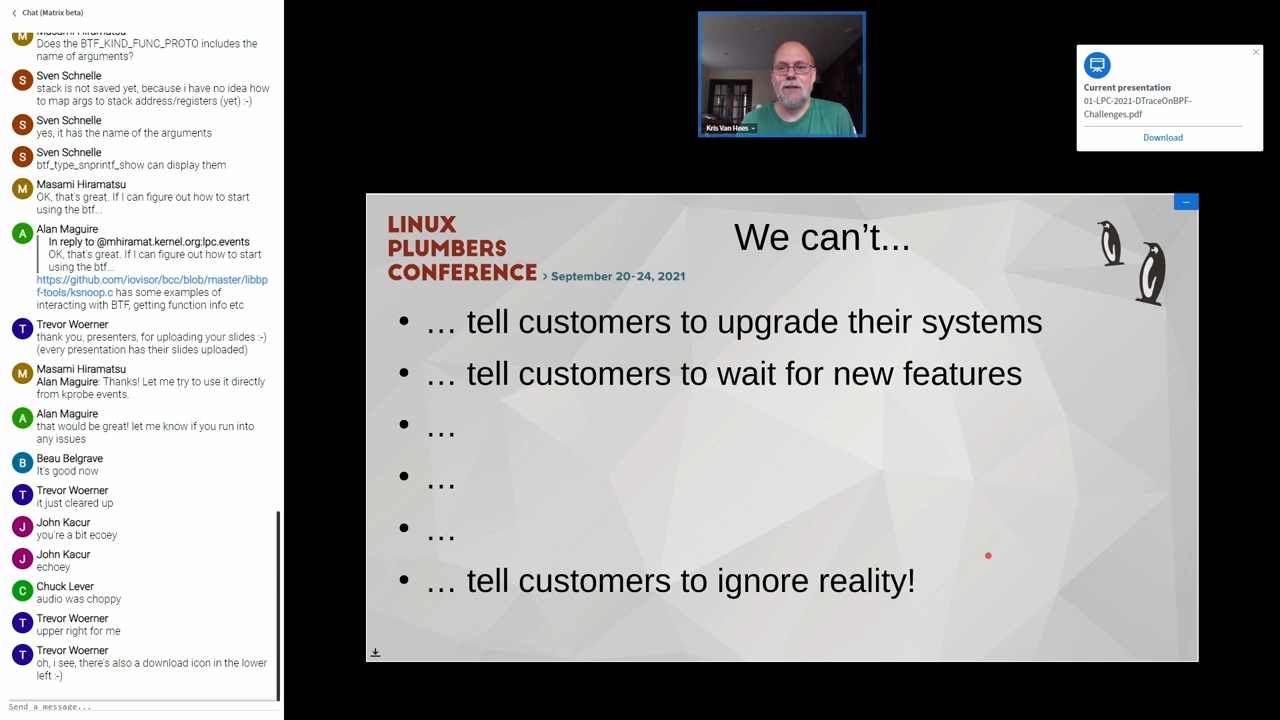 Chat (Matrix beta)
Masami Hiramatsu
Does the BTF_KIND_FUNC_PROTO includes the
name of arguments?
S
Sven Schnelle
stack is not saved yet, because i have no idea how
to map args to stack address/registers (yet) :-)
S
Sven Schnelle
yes, it has the name of the arguments
S
Sven Schnelle
btf_type_snprintf_show can display them
M
Masami Hiramatsu
OK, that's great. If I can figure out how to start
using the btf...
A
Alan Maguire
In reply to @mhiramat.kernel.org:lpc.events
OK, that's great. If I can figure out how to start
using the btf...
https://github.com/iovisor/bcc/blob/master/libbp
f-tools/ksnoop.c has some examples of
interacting with BTF, getting function info etc
T
Trevor Woerner
thank you, presenters, for uploading your slides :-)
(every presentation has their slides uploaded)
M
Masami Hiramatsu
Alan Maguire: Thanks! Let me try to use it directly
from kprobe events.
A
Alan Maguire
that would be great! let me know if you run into
any issues
B
Beau Belgrave
It's good now
T
Trevor Woerner
it just cleared up
J
John Kacur
you're a bit ecoey
J
John Kacur
echoey
C
Chuck Lever
audio was choppy
T
Trevor Woerner
upper right for me
T
Trevor Woerner
oh, i see, there's also a download icon in the lower
left :-)
Send a message...
Kris Van Hees
Current presentation
01-LPC-2021-DTraceOnBPF-
Challenges.pdf
Download
LINUX
PLUMBERS
CONFERENCE > September 20-24, 2021
We can't...
• … tell customers to upgrade their systems
• … tell customers to wait for new features
• …
• …
• …
• … tell customers to ignore reality!